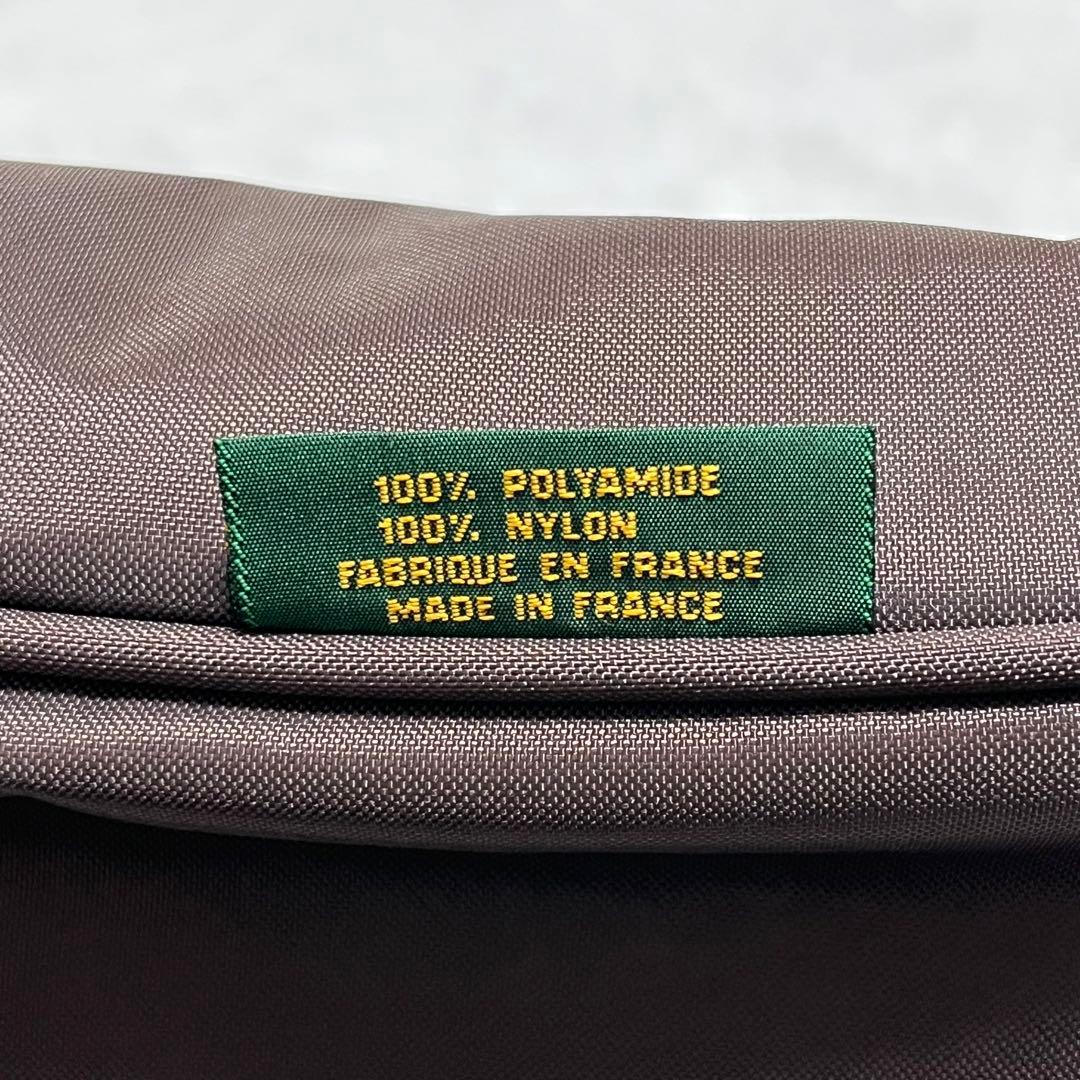 100% POLYAMIDE
100% NYLON
FABRIQUE EN FRANCE
MADE IN FRANCE